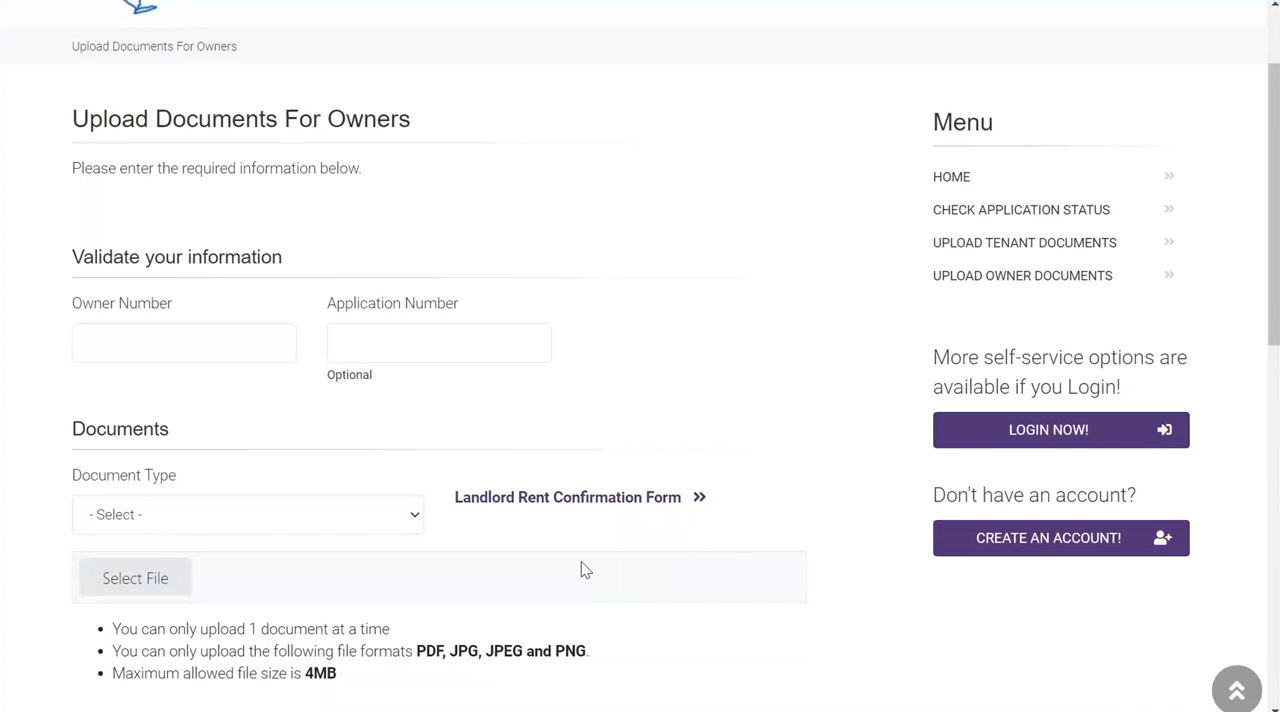 Upload Documents For Owners
Upload Documents For Owners
Please enter the required information below.
Validate your information
Owner Number
Application Number
Optional
Documents
Document Type
- Select -
Landlord Rent Confirmation Form
Select File
You can only upload 1 document at a time
You can only upload the following file formats PDF, JPG, JPEG and PNG.
Maximum allowed file size is 4MB
Menu
HOME
CHECK APPLICATION STATUS
UPLOAD TENANT DOCUMENTS
UPLOAD OWNER DOCUMENTS
More self-service options are
available if you Login!
LOGIN NOW!
Don't have an account?
CREATE AN ACCOUNT!